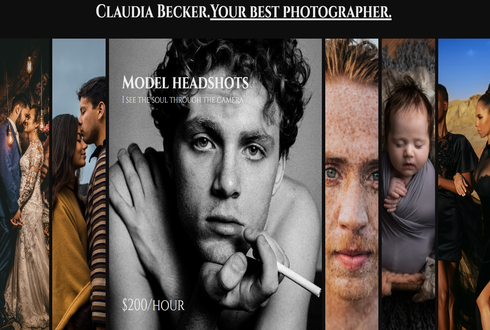 Claudia Becker.Your best photographer.
Model headshots
I see the soul through the camera
$200/hour